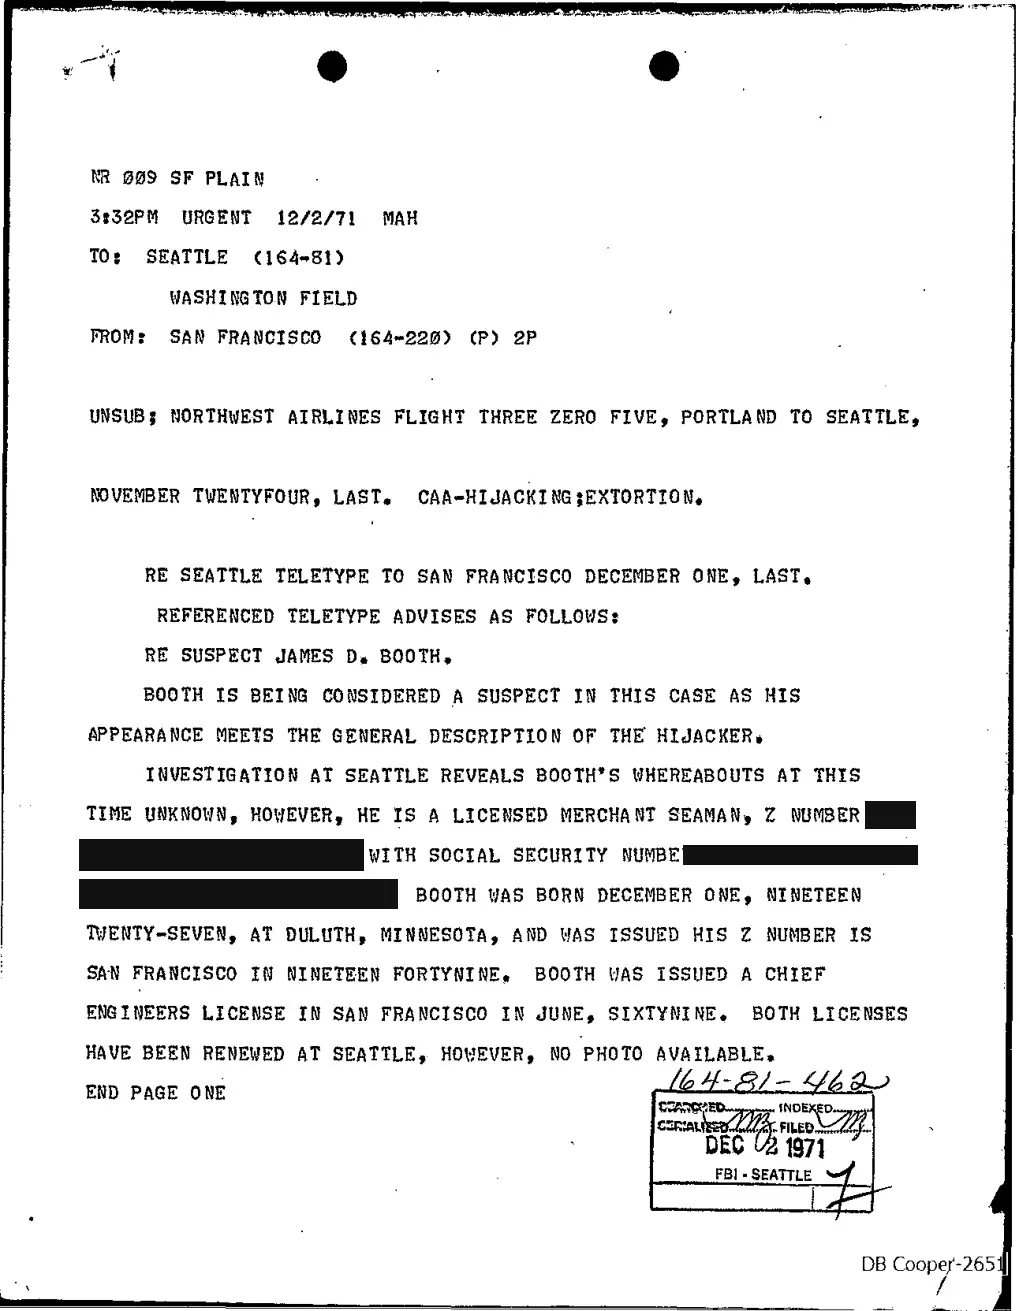 NR 009 SF PLAIN
3:32PM URGENT 12/2/71 MAH
TO: SEATTLE (164-81)
WASHINGTON FIELD
FROM: SAN FRANCISCO (164-220) (P) 2P
UNSUB; NORTHWEST AIRLINES FLIGHT THREE ZERO FIVE, PORTLAND TO SEATTLE,
NOVEMBER TWENTYFOUR, LAST. CAA-HIJACKING;EXTORTION.
RE SEATTLE TELETYPE TO SAN FRANCISCO DECEMBER ONE, LAST.
REFERENCED TELETYPE ADVISES AS FOLLOWS:
RE SUSPECT JAMES D. BOOTH.
BOOTH IS BEING CONSIDERED A SUSPECT IN THIS CASE AS HIS
APPEARANCE MEETS THE GENERAL DESCRIPTION OF THE HIJACKER.
INVESTIGATION AT SEATTLE REVEALS BOOTH'S WHEREABOUTS AT THIS
TIME UNKNOWN, HOWEVER, HE IS A LICENSED MERCHANT SEAMAN, Z NUMBER
WITH SOCIAL SECURITY NUMBE
BOOTH WAS BORN DECEMBER ONE, NINETEEN
TWENTY-SEVEN, AT DULUTH, MINNESOTA, AND WAS ISSUED HIS Z NUMBER IS
SAN FRANCISCO IN NINETEEN FORTYNINE. BOOTH WAS ISSUED A CHIEF
ENGINEERS LICENSE IN SAN FRANCISCO IN JUNE, SIXTYNINE. BOTH LICENSES
HAVE BEEN RENEWED AT SEATTLE, HOWEVER, NO PHOTO AVAILABLE.
END PAGE ONE
164-81-462
SEARCHED INDEXED
SERIALIZED FILED
DEC 02 1971
FBI - SEATTLE
DB Cooper-2651